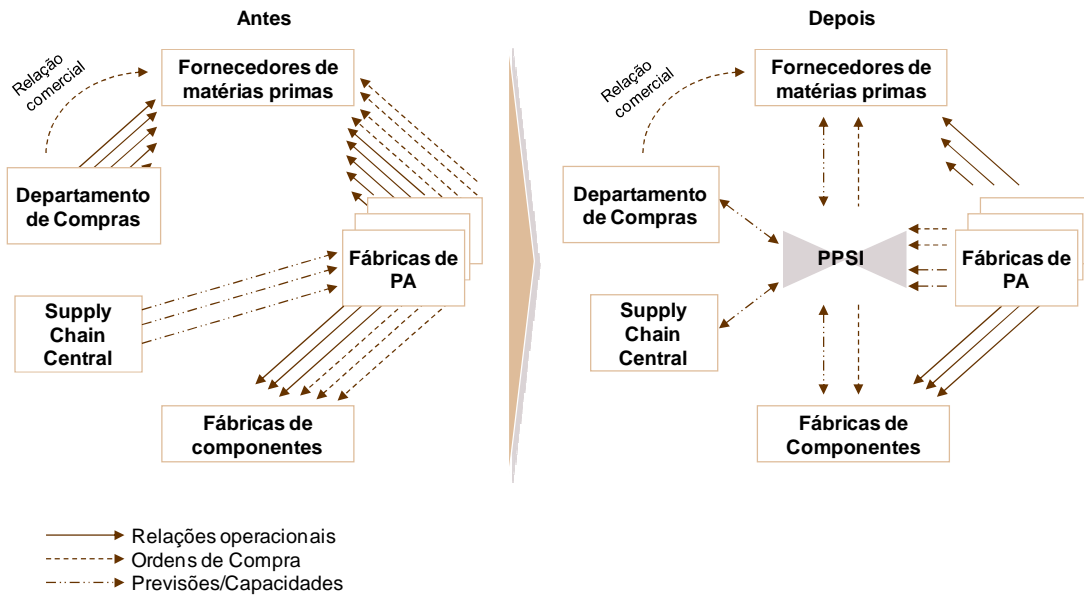 Antes
Relação
comercial
Fornecedores de
matérias primas
Departamento
de Compras
Fábricas de
PA
Supply
Chain
Central
Fábricas de
componentes
Depois
Relação
comercial
Fornecedores de
matérias primas
Departamento
de Compras
PPSI
Fábricas de
PA
Supply
Chain
Central
Fábricas de
Componentes
Relações operacionais
Ordens de Compra
Previsões/Capacidades